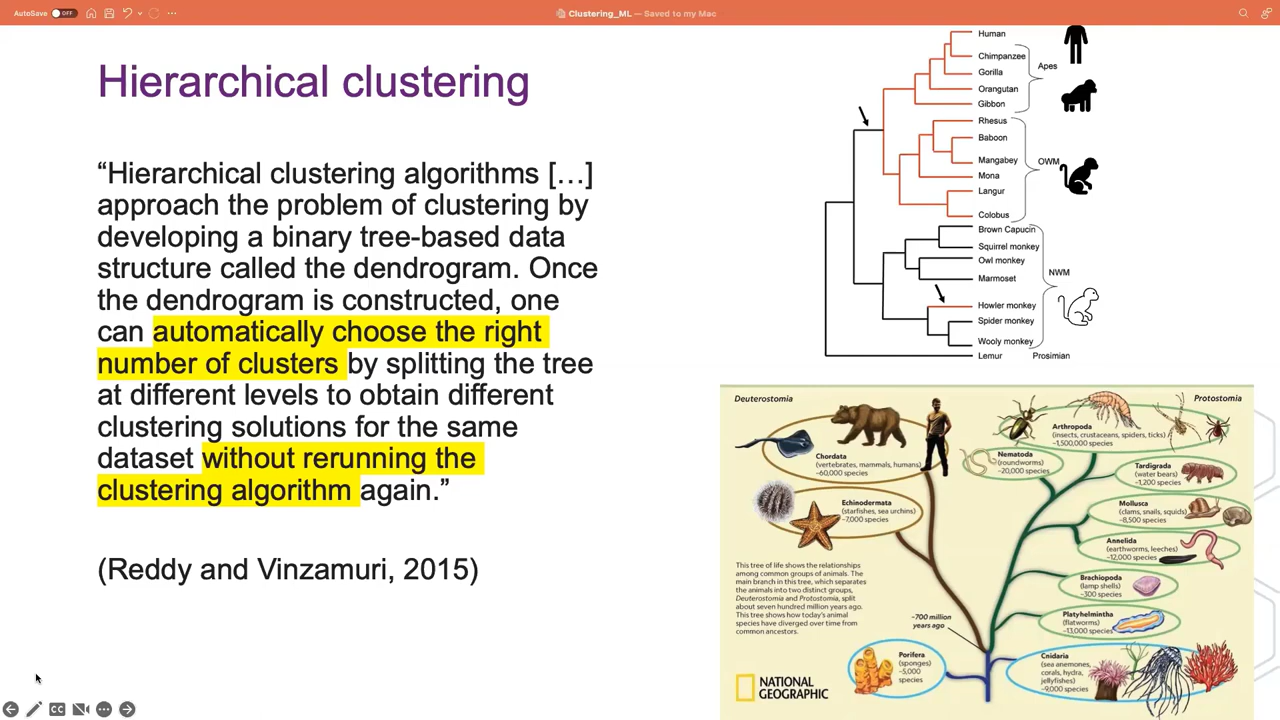 AutoSave OFF
Clustering_ML — Saved to my Mac
Hierarchical clustering
“Hierarchical clustering algorithms […]
approach the problem of clustering by
developing a binary tree-based data
structure called the dendrogram. Once
the dendrogram is constructed, one
can automatically choose the right
number of clusters by splitting the tree
at different levels to obtain different
clustering solutions for the same
dataset without rerunning the
clustering algorithm again.”
(Reddy and Vinzamuri, 2015)
Human
Chimpanzee
Apes
Gorilla
Orangutan
Gibbon
Rhesus
Baboon
Mangabey
OWM
Mona
Langur
Colobus
Brown Capucin
Squirrel monkey
Owl monkey
NWM
Marmoset
Howler monkey
Spider monkey
Wooly monkey
Lemur
Prosimian
Deuterostomia
Protostomia
Chordata
(vertebrates, mammals, humans)
~60,000 species
Echinodermata
(starfishes, sea urchins)
~7,000 species
Arthropoda
(insects, crustaceans, spiders, ticks)
~1,500,000 species
Nematoda
(roundworms)
~20,000 species
Tardigrada
(water bears)
~1,200 species
Mollusca
(clams, snails, squids)
~8,500 species
Annelida
(earthworms, leeches)
~12,000 species
Brachiopoda
(lamp shells)
~300 species
Platyhelmintha
(flatworms)
~13,000 species
This tree of life shows the relationships
among common groups of animals. The
main branch in this tree, which separates
the animals into two distinct groups,
Deuterostomia and Protostomia, split
about seven hundred million years ago.
This tree shows how today's animal
species have diverged over time from
common ancestors.
~700 million
years ago
Porifera
(sponges)
~5,000
species
Cnidaria
(sea anemones,
corals, hydra,
jellyfishes)
~9,000 species
NATIONAL
GEOGRAPHIC
CC